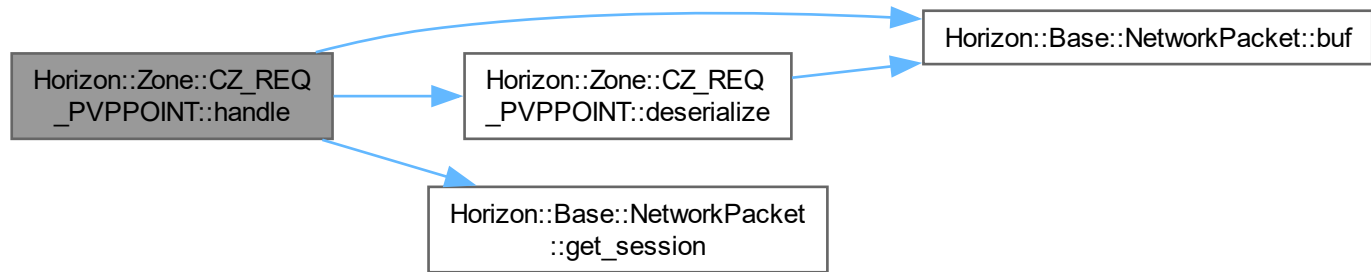 Horizon::Zone::CZ_REQ
_PVPPOINT::handle
Horizon::Zone::CZ_REQ
_PVPPOINT::deserialize
Horizon::Base::NetworkPacket::buf
Horizon::Base::NetworkPacket
::get_session